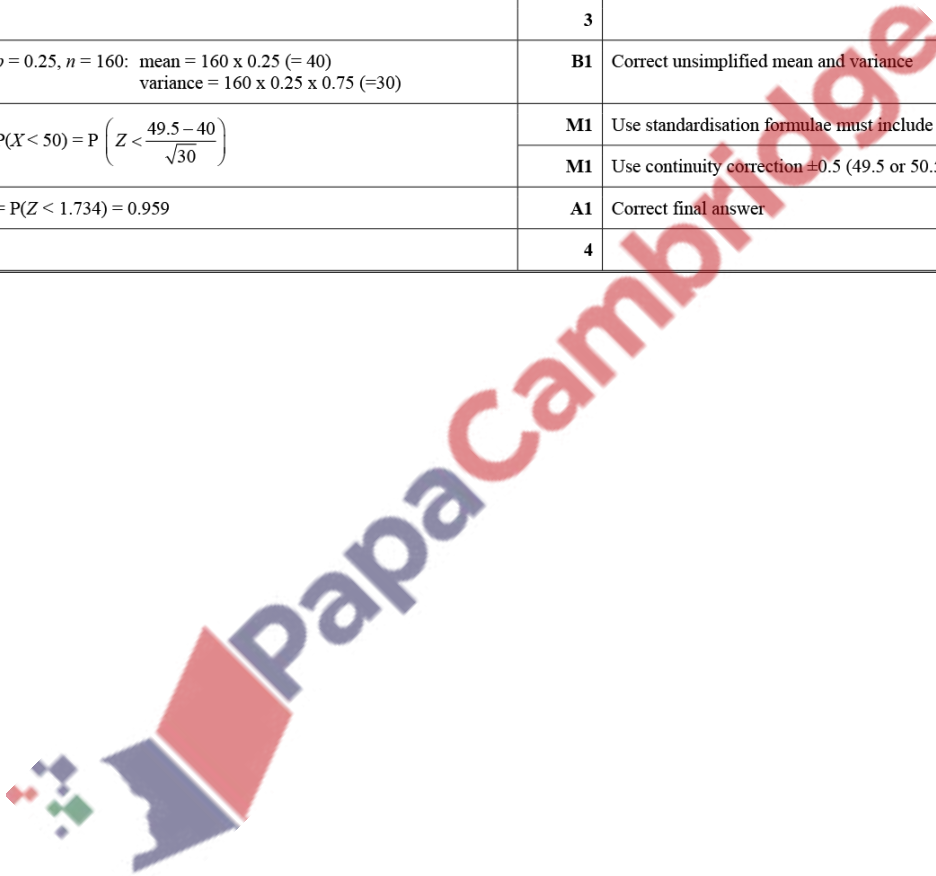 3
p = 0.25, n = 160: mean = 160 x 0.25 (= 40) B1 Correct unsimplified mean and variance
variance = 160 x 0.25 x 0.75 (=30)
P(X < 50) = P ( Z < (49.5 – 40)/√30 ) M1 Use standardisation formulae must include
M1 Use continuity correction ±0.5 (49.5 or 50.5
= P(Z < 1.734) = 0.959 A1 Correct final answer
4
PapaCambridge